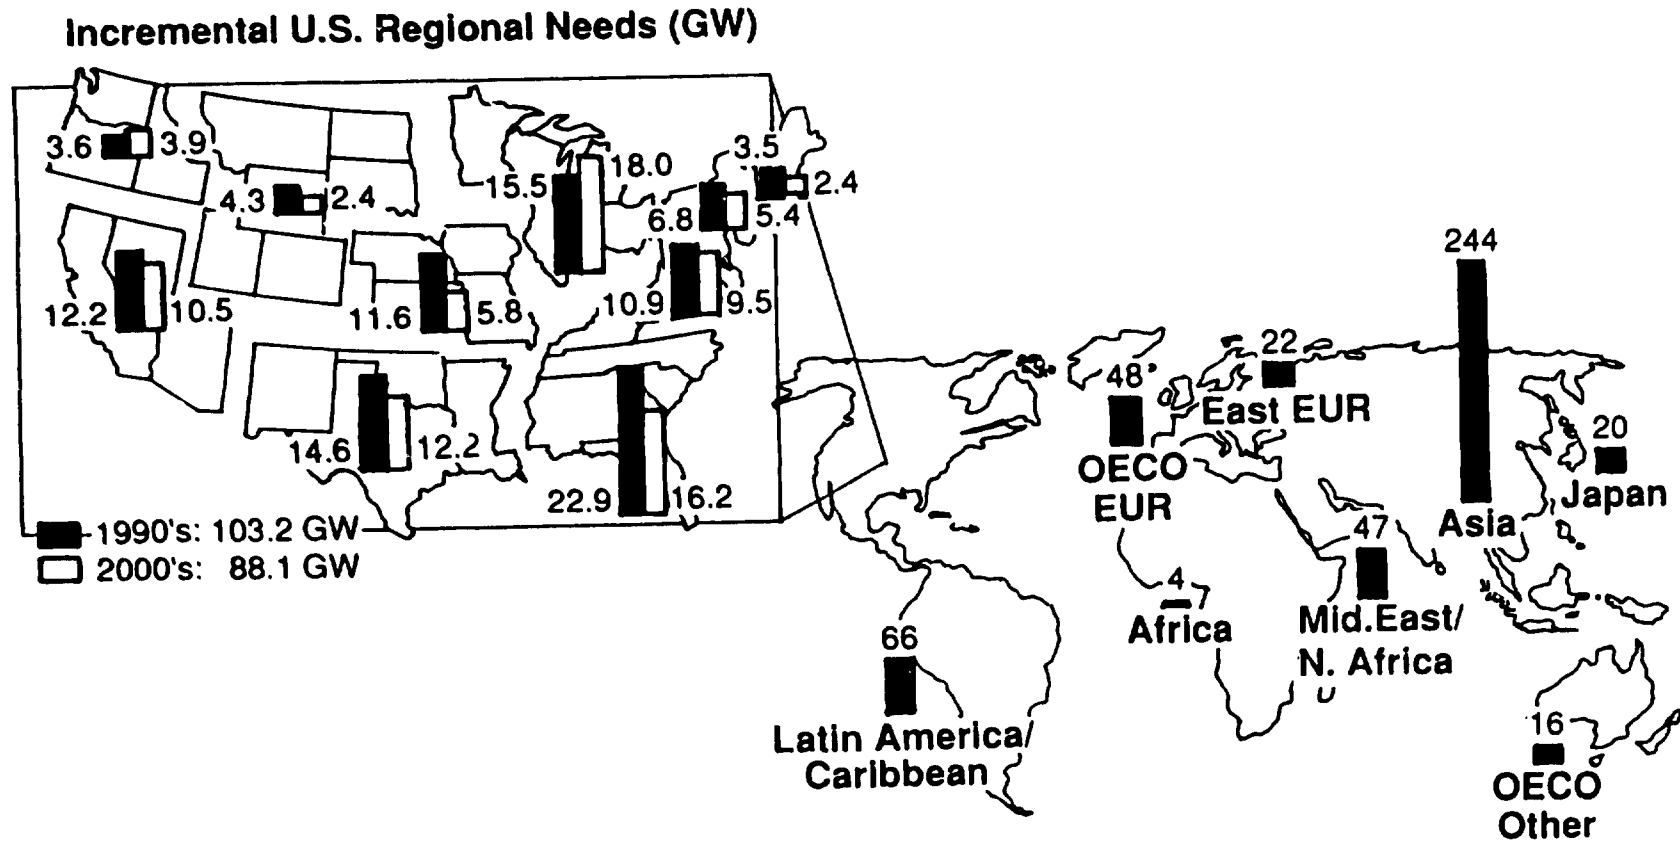 Incremental U.S. Regional Needs (GW)
3.6 3.9
4.3 2.4
15.5 18.0
3.5 2.4
6.8 5.4
12.2 10.5
11.6 5.8
10.9 9.5
14.6 12.2
22.9 16.2
1990's: 103.2 GW
2000's: 88.1 GW
244
Asia
22
East EUR
48
OECO
EUR
20
Japan
47
Mid.East/
N. Africa
4
Africa
66
Latin America/
Caribbean
16
OECO
Other